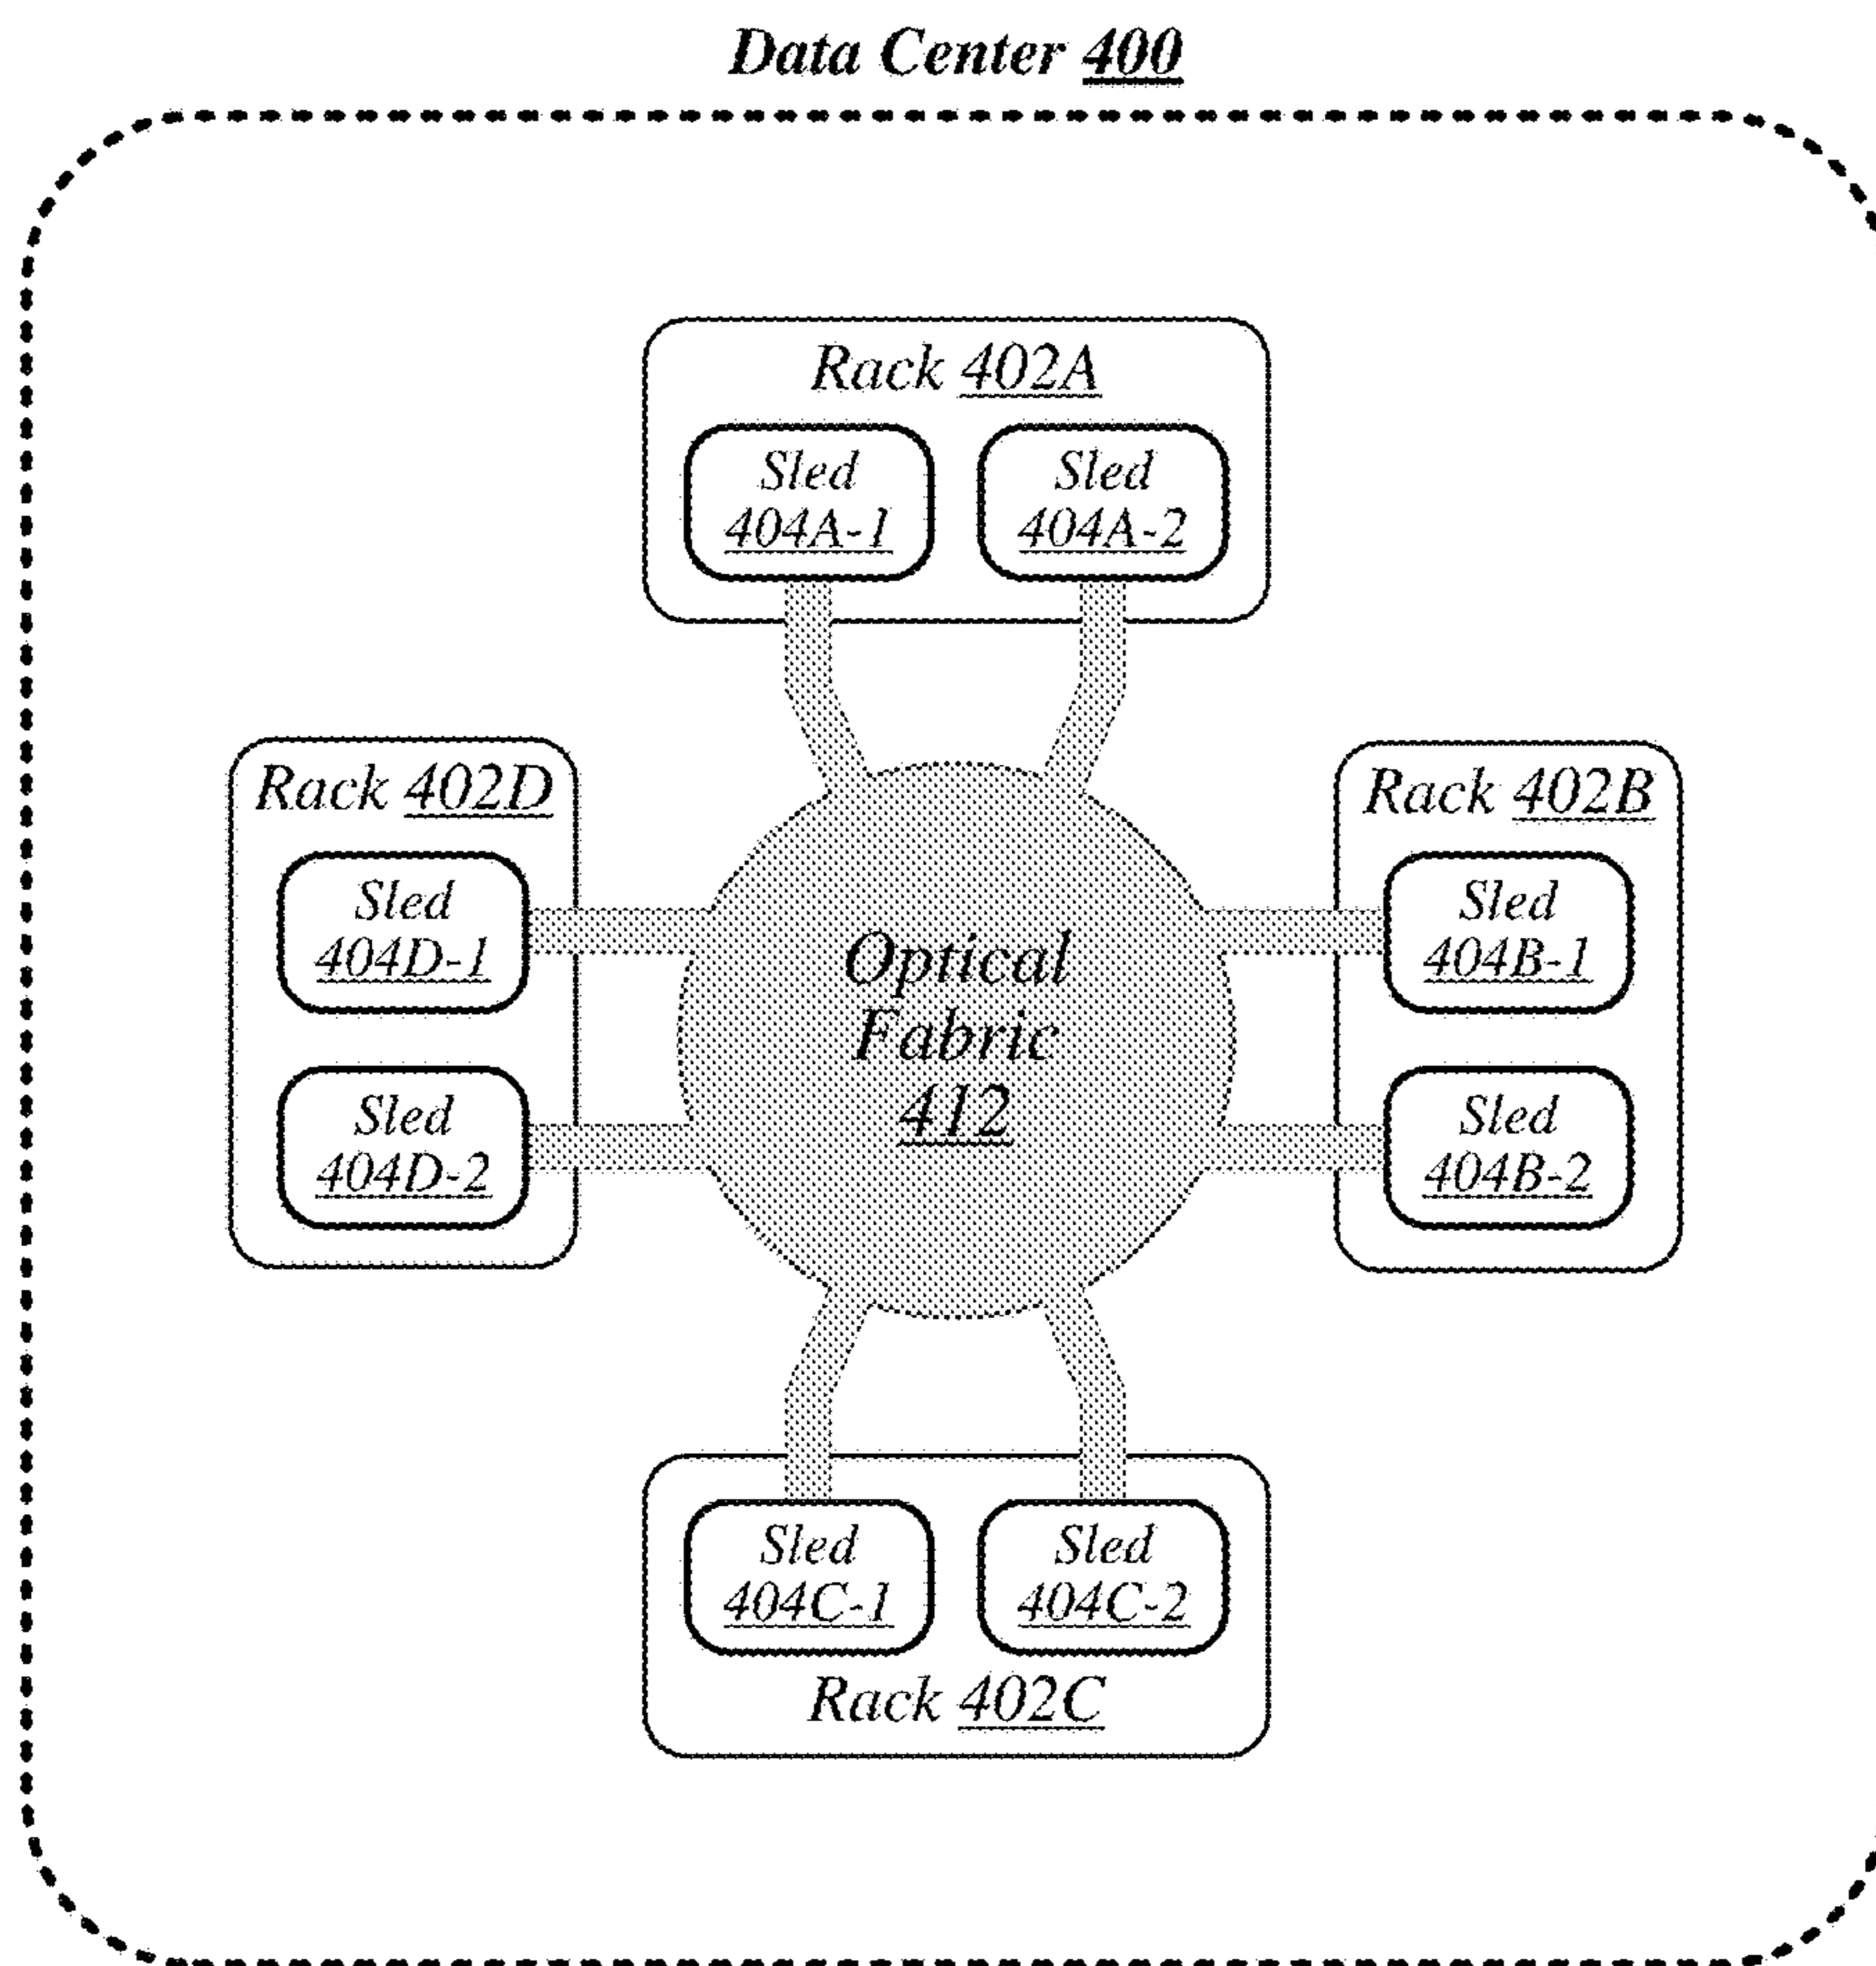 Data Center 400
Rack 402A
Sled
404A-1
Sled
404A-2
Rack 402D
Sled
404D-1
Sled
404D-2
Optical
Fabric
412
Rack 402B
Sled
404B-1
Sled
404B-2
Sled
404C-1
Sled
404C-2
Rack 402C